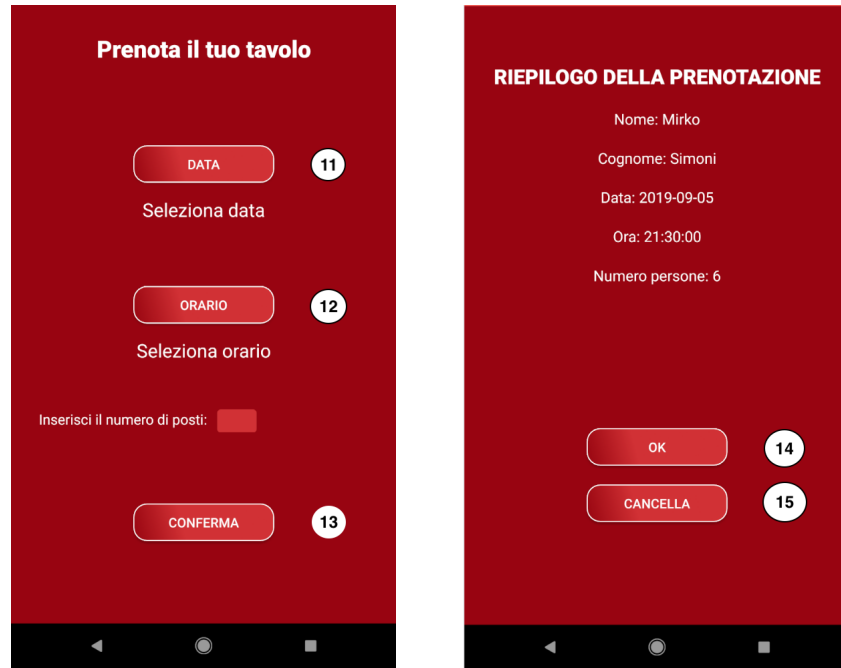 Prenota il tuo tavolo
DATA
11
Seleziona data
ORARIO
12
Seleziona orario
Inserisci il numero di posti:
CONFERMA
13
RIEPILOGO DELLA PRENOTAZIONE
Nome: Mirko
Cognome: Simoni
Data: 2019-09-05
Ora: 21:30:00
Numero persone: 6
OK
14
CANCELLA
15